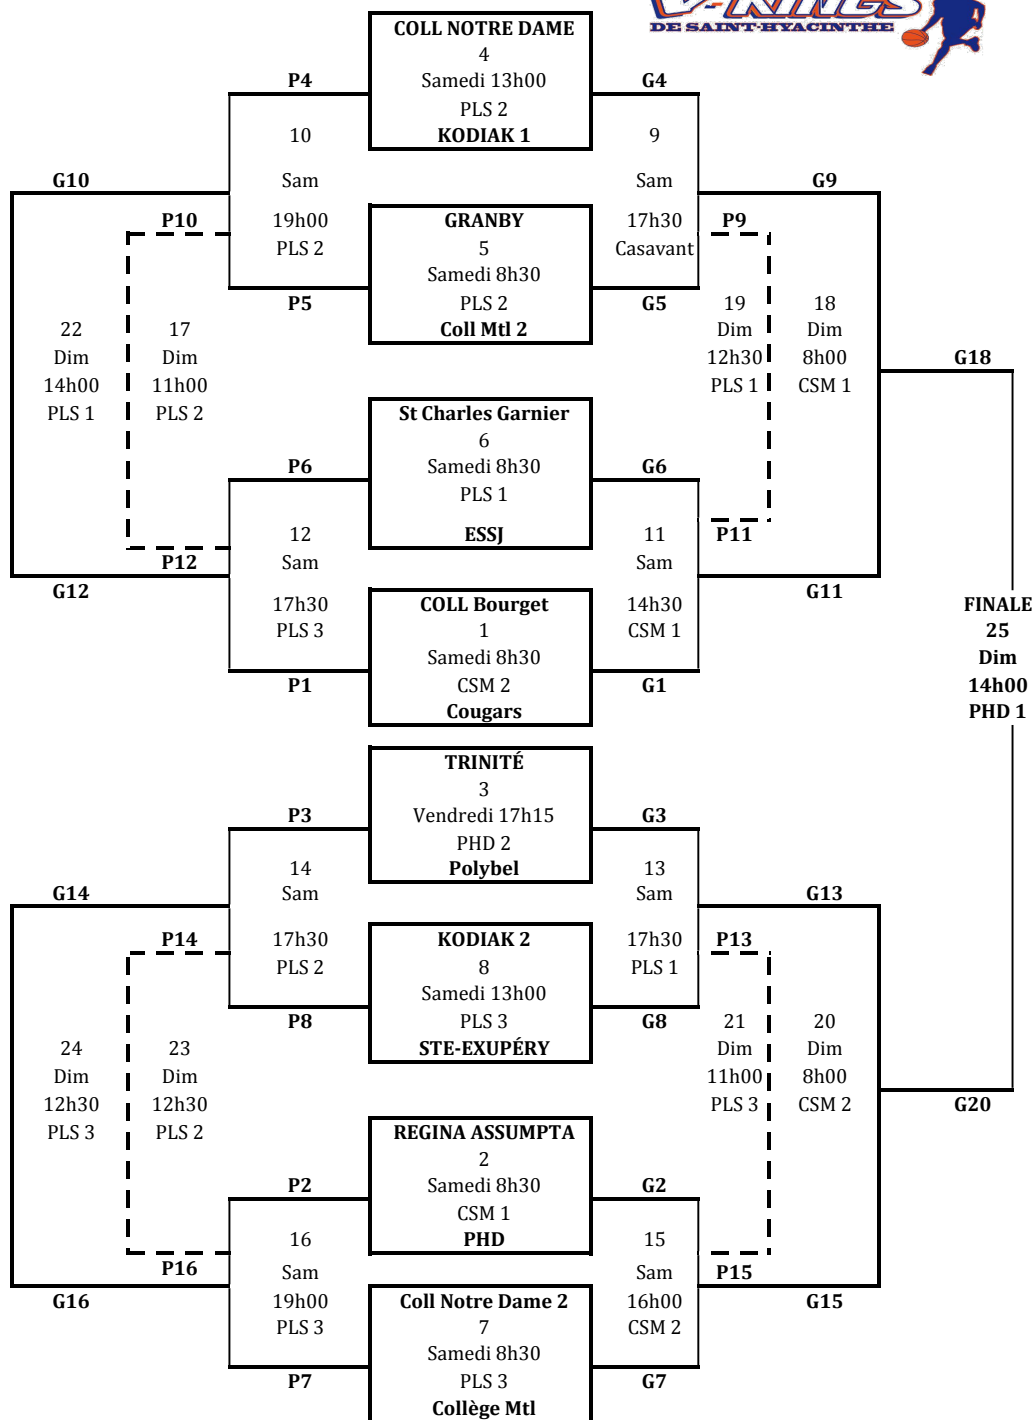 V-KINGS
DE SAINT-HYACINTHE
COLL NOTRE DAME
4
Samedi 13h00
PLS 2
KODIAK 1
P4
G4
10
Sam
19h00
PLS 2
9
Sam
17h30
Casavant
G10
G9
P10
P9
GRANBY
5
Samedi 8h30
PLS 2
Coll Mtl 2
P5
G5
22
Dim
14h00
PLS 1
17
Dim
11h00
PLS 2
19
Dim
12h30
PLS 1
18
Dim
8h00
CSM 1
G18
St Charles Garnier
6
Samedi 8h30
PLS 1
ESSJ
P6
G6
12
Sam
17h30
PLS 3
11
Sam
14h30
CSM 1
P12
P11
G12
G11
COLL Bourget
1
Samedi 8h30
CSM 2
Cougars
P1
G1
FINALE
25
Dim
14h00
PHD 1
TRINITÉ
3
Vendredi 17h15
PHD 2
Polybel
P3
G3
14
Sam
17h30
PLS 2
13
Sam
17h30
PLS 1
G14
G13
P14
P13
KODIAK 2
8
Samedi 13h00
PLS 3
STE-EXUPÉRY
P8
G8
24
Dim
12h30
PLS 3
23
Dim
12h30
PLS 2
21
Dim
11h00
PLS 3
20
Dim
8h00
CSM 2
G20
REGINA ASSUMPTA
2
Samedi 8h30
CSM 1
PHD
P2
G2
16
Sam
19h00
PLS 3
15
Sam
16h00
CSM 2
P16
P15
G16
G15
Coll Notre Dame 2
7
Samedi 8h30
PLS 3
Collège Mtl
P7
G7